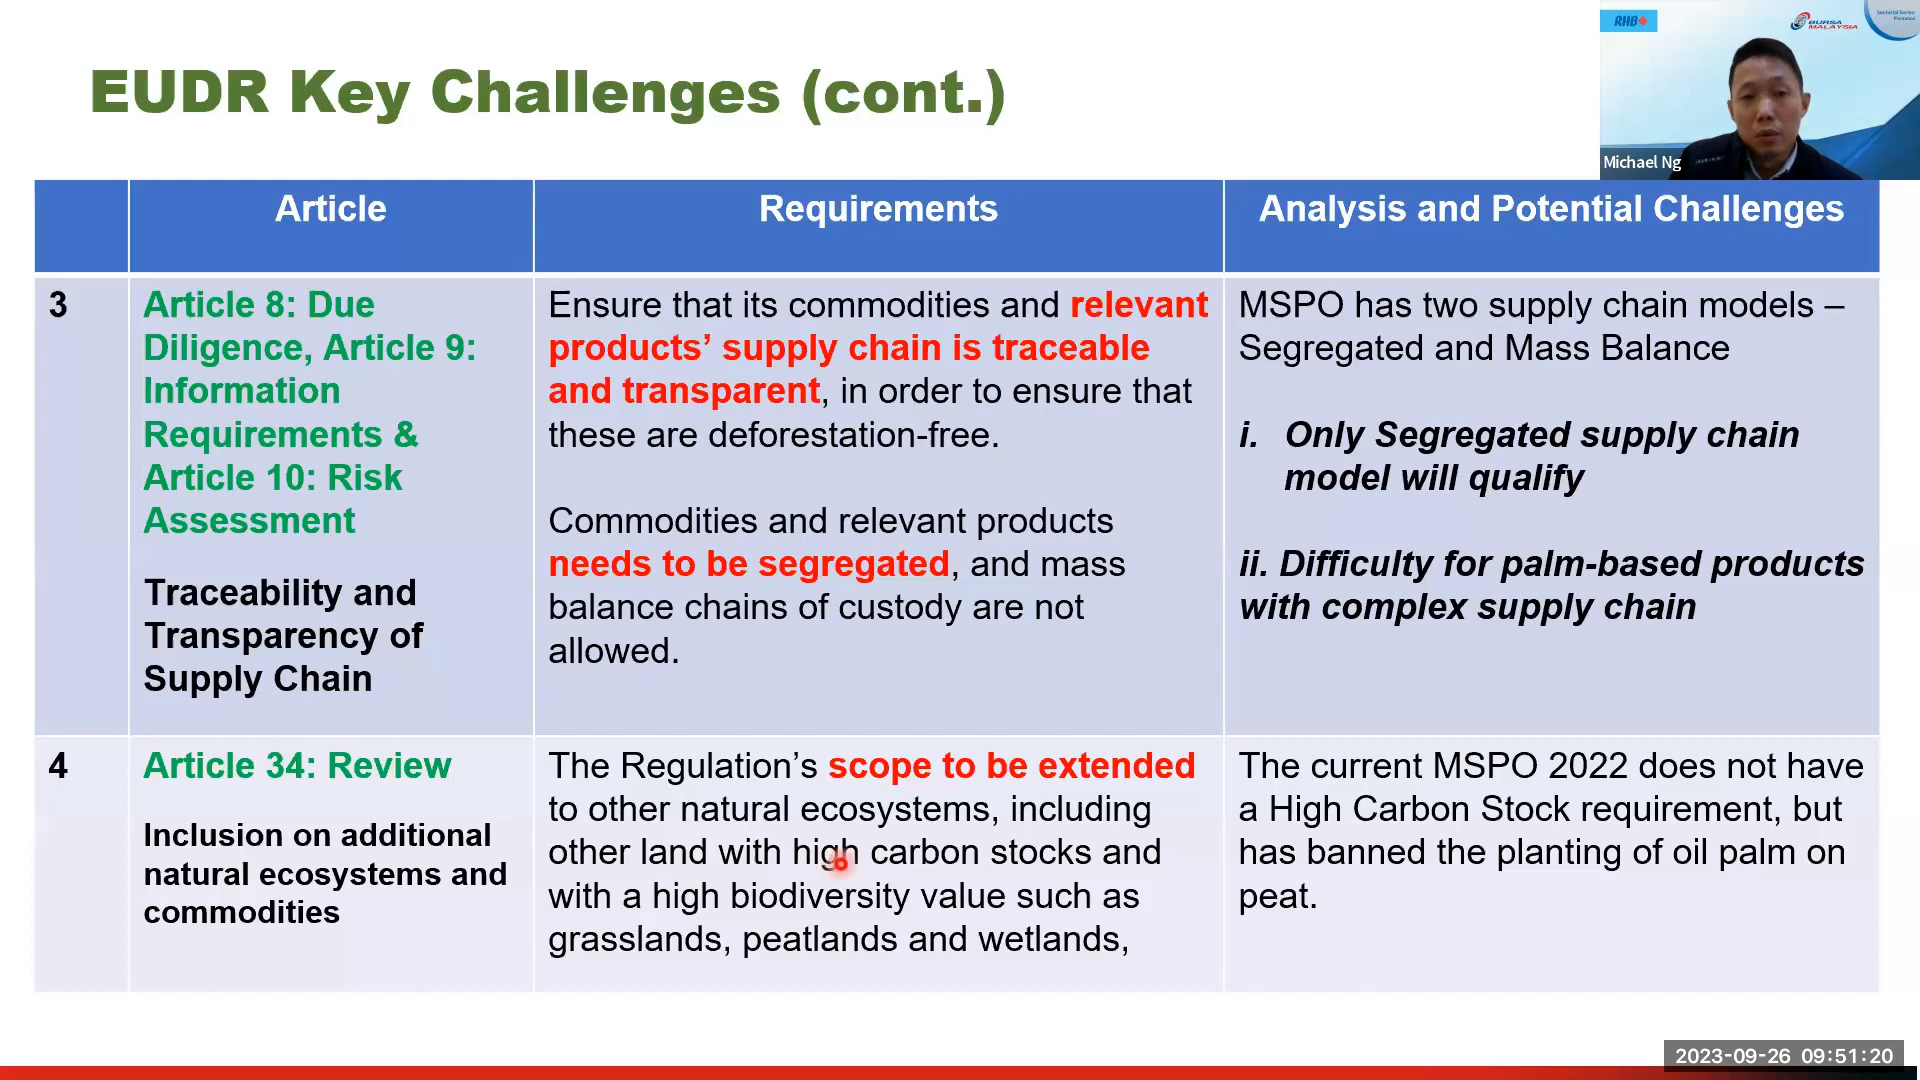 EUDR Key Challenges (cont.)
RHB
BURSA
MALAYSIA
Sectorial Series:
Plantation
Michael Ng
Article
Requirements
Analysis and Potential Challenges
3
Article 8: Due
Diligence, Article 9:
Information
Requirements &
Article 10: Risk
Assessment
Traceability and
Transparency of
Supply Chain
Ensure that its commodities and relevant
products’ supply chain is traceable
and transparent, in order to ensure that
these are deforestation-free.
Commodities and relevant products
needs to be segregated, and mass
balance chains of custody are not
allowed.
MSPO has two supply chain models –
Segregated and Mass Balance
i. Only Segregated supply chain
model will qualify
ii. Difficulty for palm-based products
with complex supply chain
4
Article 34: Review
Inclusion on additional
natural ecosystems and
commodities
The Regulation’s scope to be extended
to other natural ecosystems, including
other land with high carbon stocks and
with a high biodiversity value such as
grasslands, peatlands and wetlands,
The current MSPO 2022 does not have
a High Carbon Stock requirement, but
has banned the planting of oil palm on
peat.
2023-09-26 09:51:20